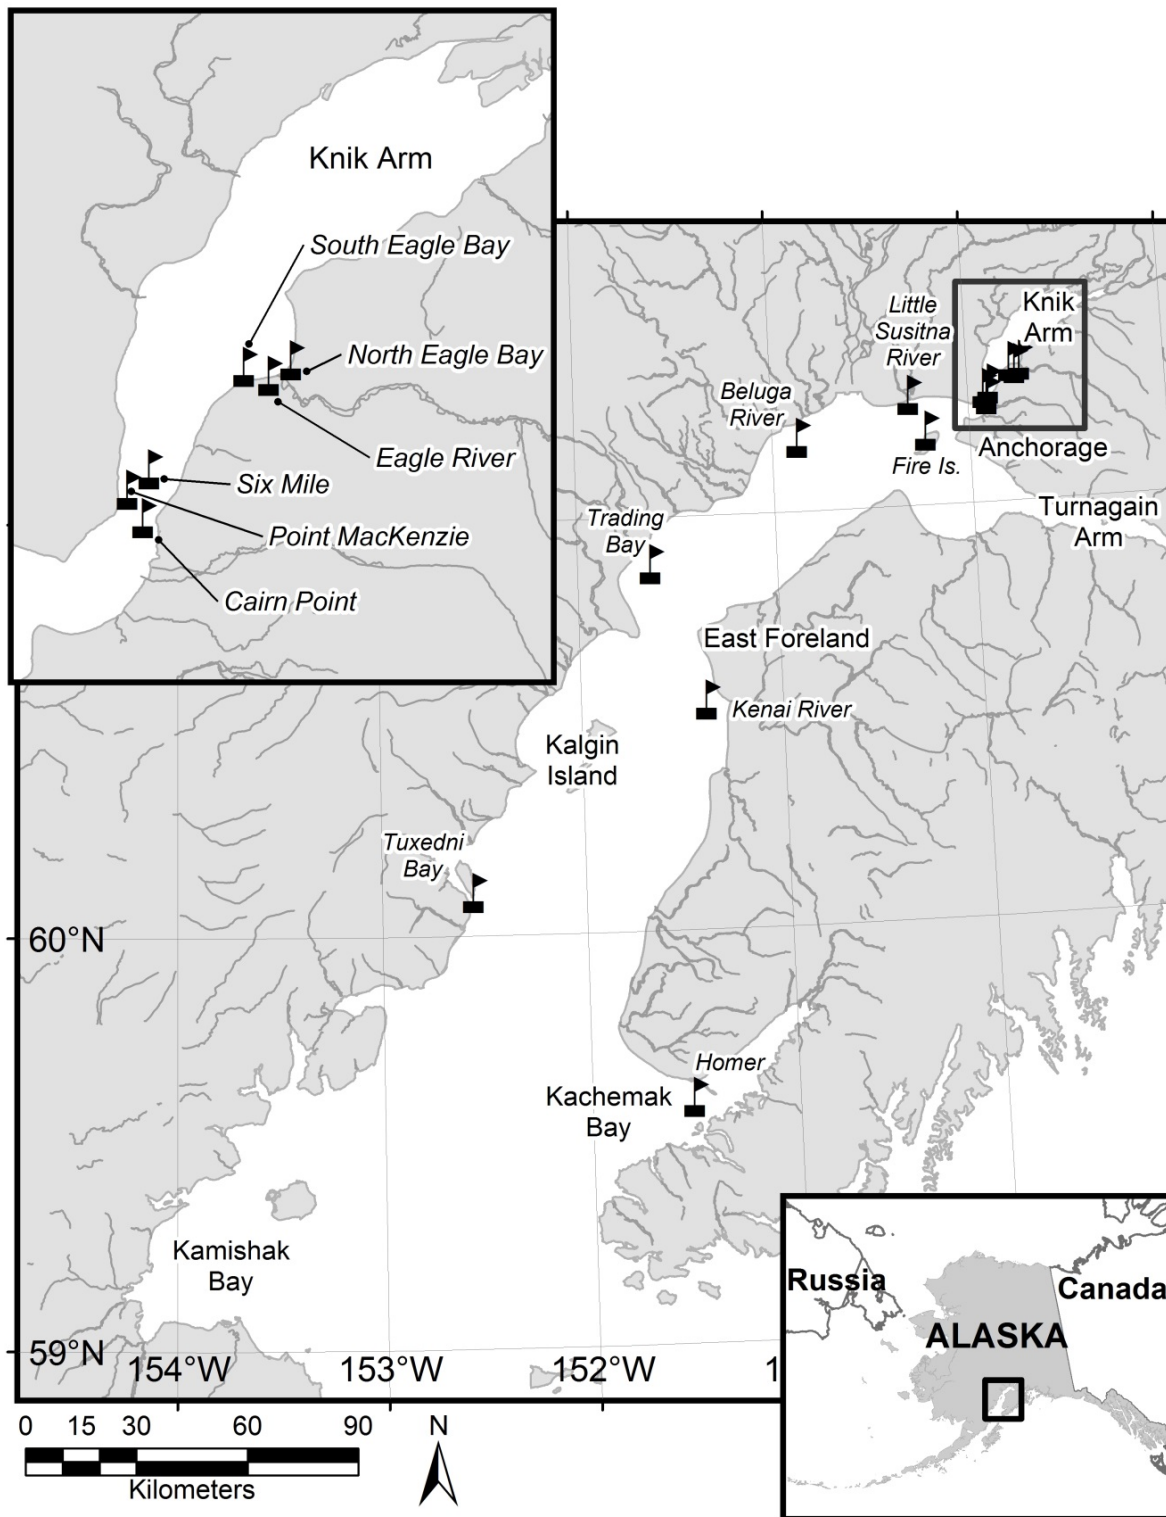 Knik Arm
South Eagle Bay
North Eagle Bay
Eagle River
Six Mile
Point MacKenzie
Cairn Point
Little
Susitna
River
Knik
Arm
Beluga
River
Anchorage
Fire Is.
Trading
Bay
Turnagain
Arm
East Foreland
Kenai River
Kalgin
Island
Tuxedni
Bay
60°N
Homer
Kachemak
Bay
Kamishak
Bay
59°N
154°W
153°W
152°W
1
Russia
Canada
ALASKA
0 15 30 60 90
Kilometers
N